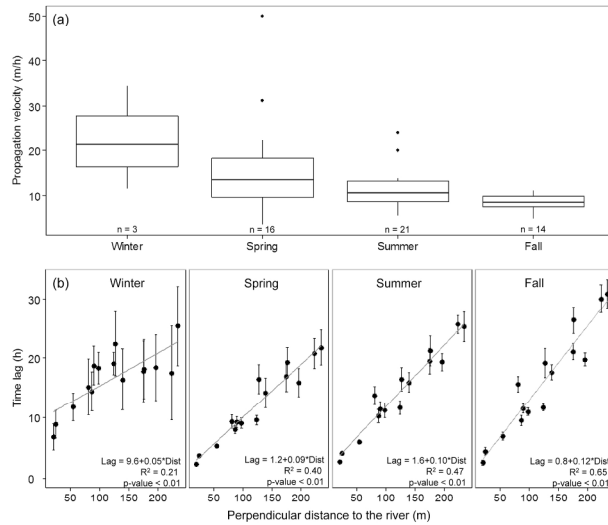 (a)
Propagation velocity (m/h)
50
40
30
20
10
n = 3
n = 16
n = 21
n = 14
Winter
Spring
Summer
Fall
(b)
Winter
Spring
Summer
Fall
Time lag (h)
30
20
10
0
Lag = 9.6+0.05*Dist
R² = 0.21
p-value < 0.01
Lag = 1.2+0.09*Dist
R² = 0.40
p-value < 0.01
Lag = 1.6+0.10*Dist
R² = 0.47
p-value < 0.01
Lag = 0.8+0.12*Dist
R² = 0.65
p-value < 0.01
50 100 150 200
50 100 150 200
50 100 150 200
50 100 150 200
Perpendicular distance to the river (m)